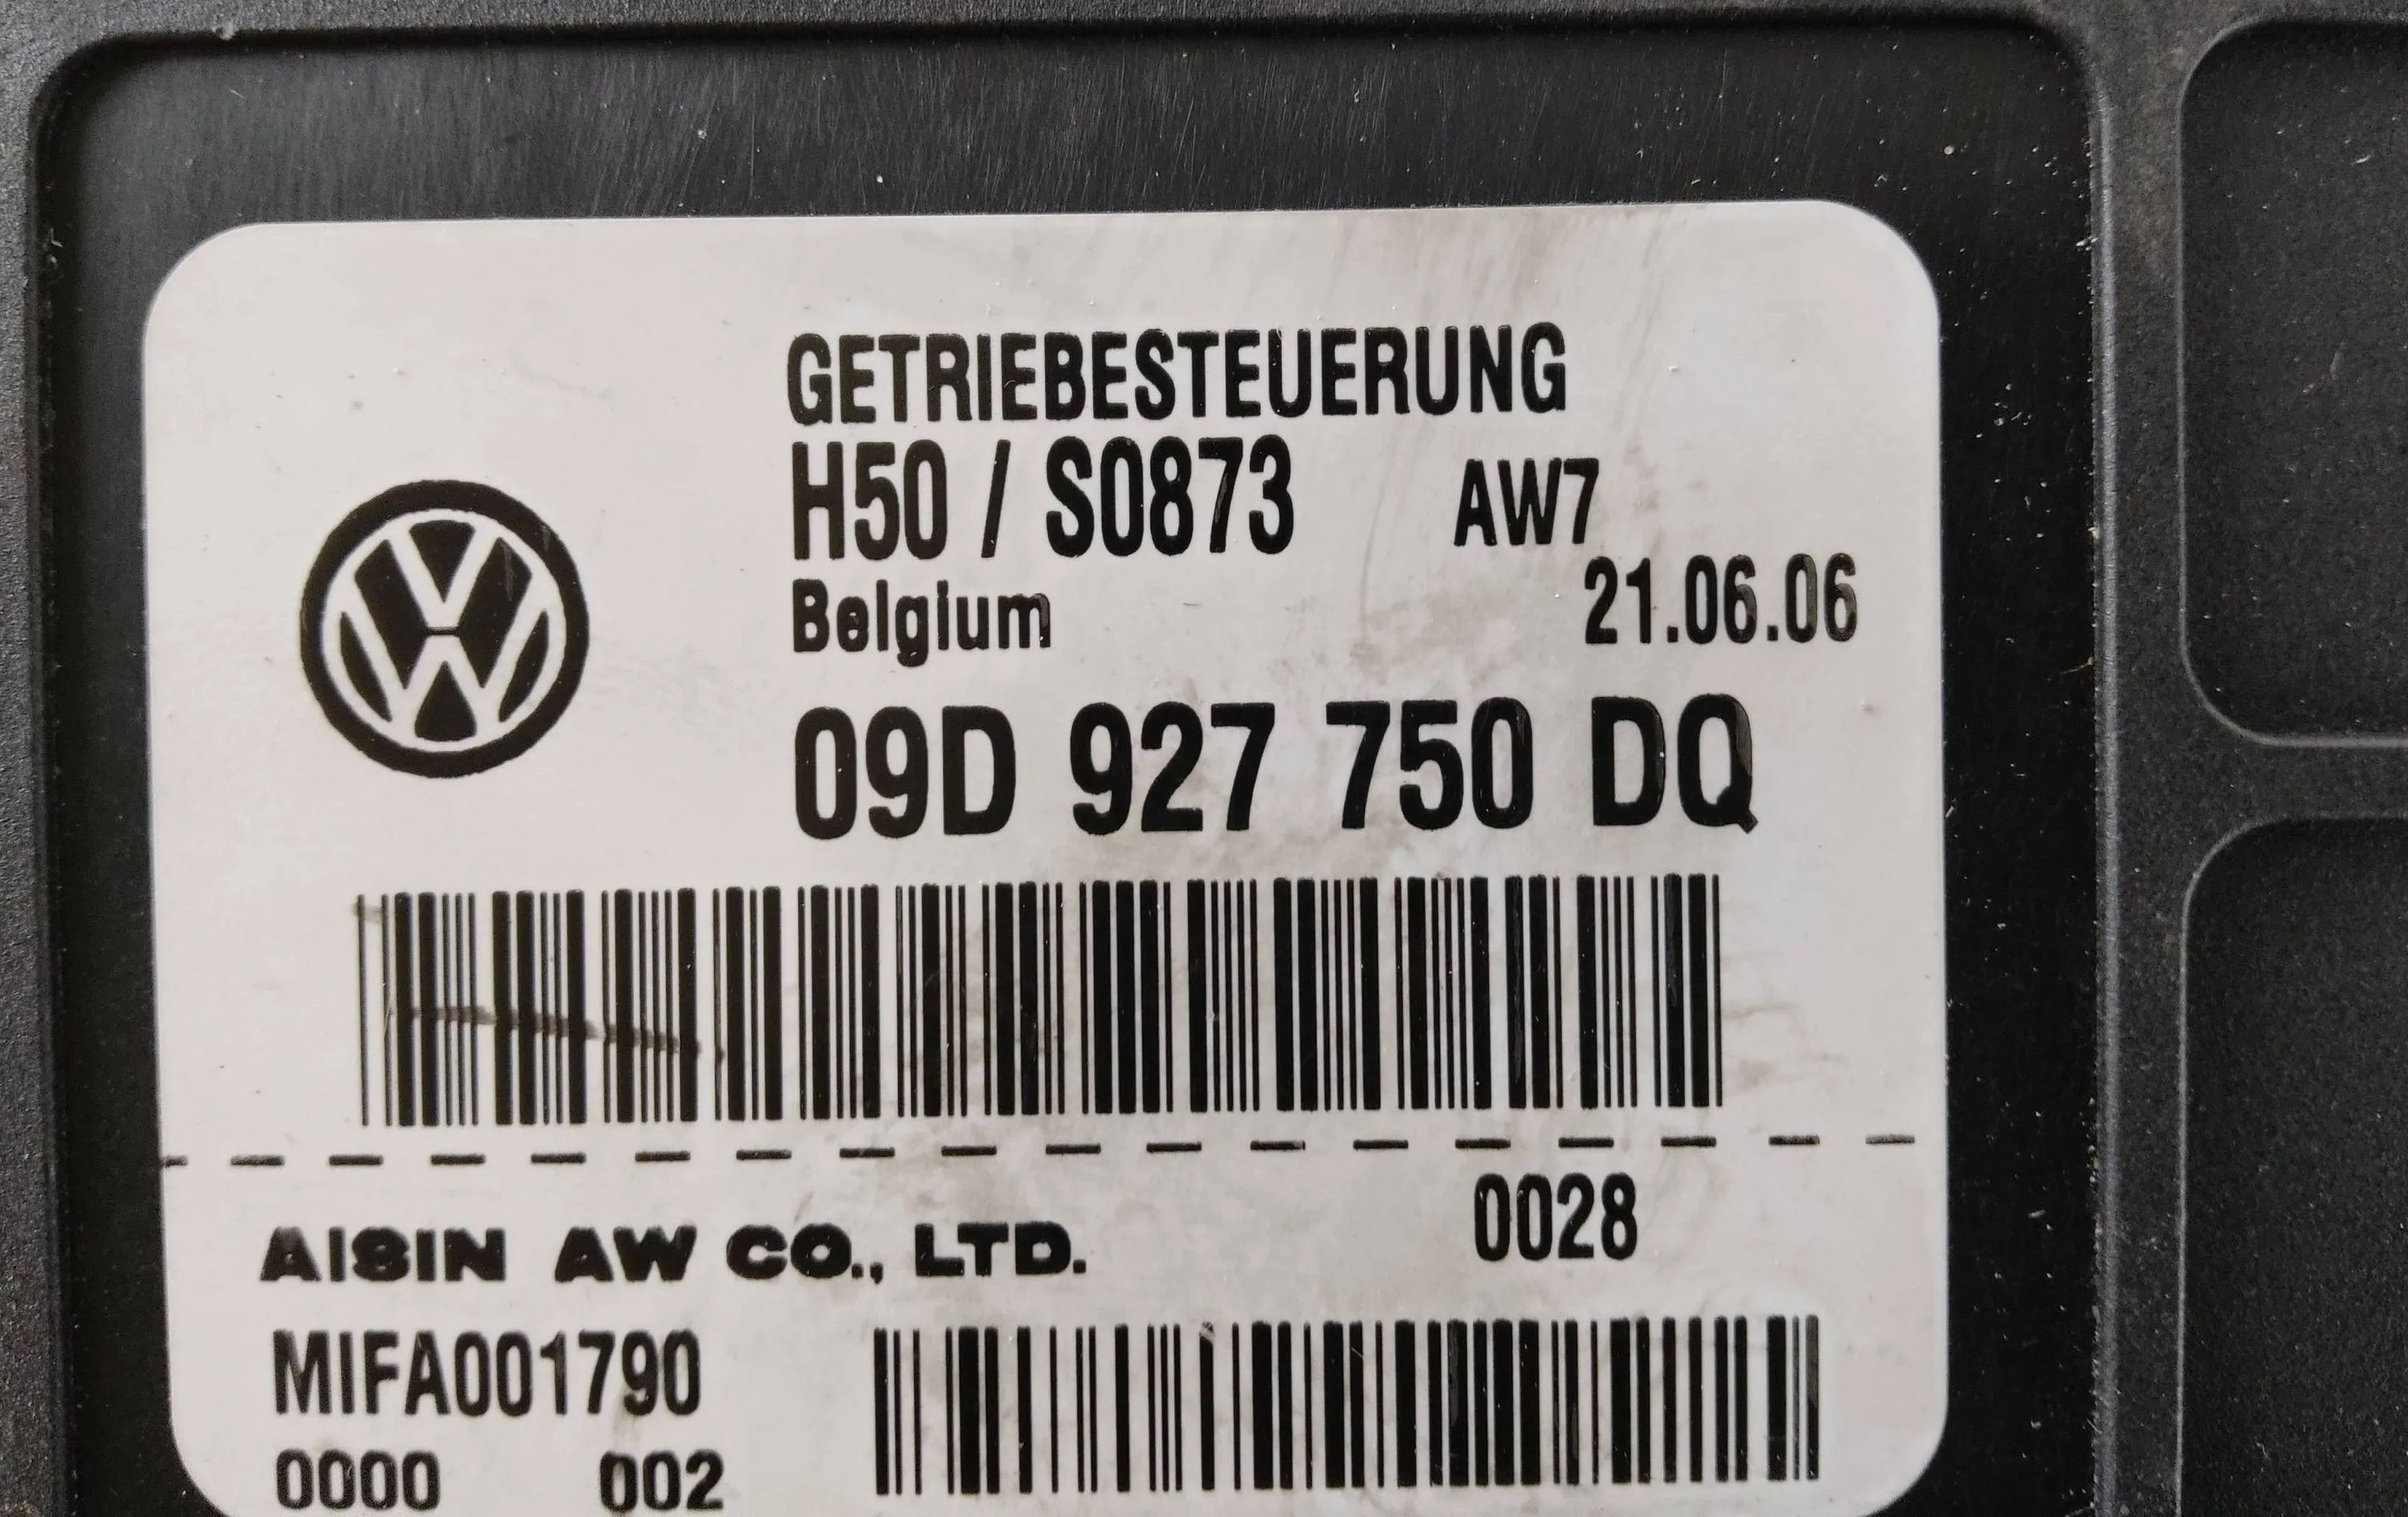 GETRIEBESTEUERUNG
H50 / S0873 AW7
Belgium 21.06.06
09D 927 750 DQ
0028
AISIN AW CO., LTD.
MIFA001790
0000 002